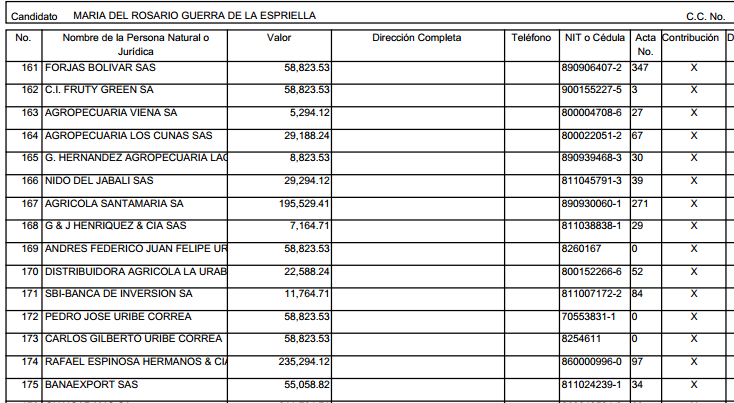 Candidato MARIA DEL ROSARIO GUERRA DE LA ESPRIELLA C.C. No.
No. Nombre de la Persona Natural o Jurídica Valor Dirección Completa Teléfono NIT o Cédula Acta No. Contribución D
161 FORJAS BOLIVAR SAS 58,823.53 890906407-2 347 X
162 C.I. FRUTY GREEN SA 58,823.53 900155227-5 3 X
163 AGROPECUARIA VIENA SA 5,294.12 800004708-6 27 X
164 AGROPECUARIA LOS CUNAS SAS 29,188.24 800022051-2 67 X
165 G. HERNANDEZ AGROPECUARIA LAG 8,823.53 890939468-3 30 X
166 NIDO DEL JABALI SAS 29,294.12 811045791-3 39 X
167 AGRICOLA SANTAMARIA SA 195,529.41 890930060-1 271 X
168 G & J HENRIQUEZ & CIA SAS 7,164.71 811038838-1 29 X
169 ANDRES FEDERICO JUAN FELIPE UR 58,823.53 8260167 0 X
170 DISTRIBUIDORA AGRICOLA LA URAB 22,588.24 800152266-6 52 X
171 SBI-BANCA DE INVERSION SA 11,764.71 811007172-2 84 X
172 PEDRO JOSE URIBE CORREA 58,823.53 70553831-1 0 X
173 CARLOS GILBERTO URIBE CORREA 58,823.53 8254611 0 X
174 RAFAEL ESPINOSA HERMANOS & CIA 235,294.12 860000996-0 97 X
175 BANAEXPORT SAS 55,058.82 811024239-1 34 X